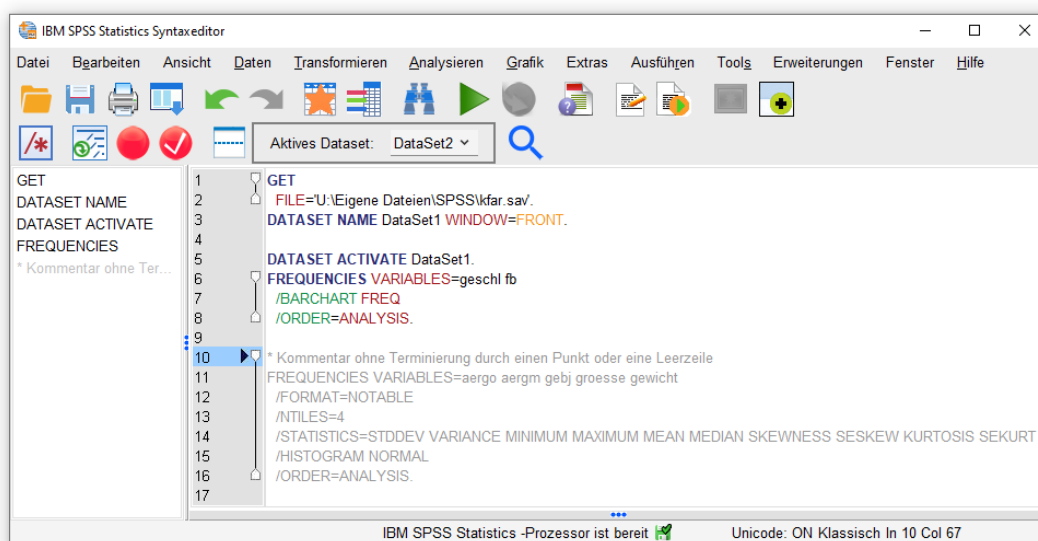 IBM SPSS Statistics Syntaxeditor
Datei Bearbeiten Ansicht Daten Transformieren Analysieren Grafik Extras Ausführen Tools Erweiterungen Fenster Hilfe
Aktives Dataset: DataSet2
GET
DATASET NAME
DATASET ACTIVATE
FREQUENCIES
* Kommentar ohne Ter...
1 GET
2 FILE='U:\Eigene Dateien\SPSS\kfar.sav'.
3 DATASET NAME DataSet1 WINDOW=FRONT.
4
5 DATASET ACTIVATE DataSet1.
6 FREQUENCIES VARIABLES=geschl fb
7 /BARCHART FREQ
8 /ORDER=ANALYSIS.
9
10 * Kommentar ohne Terminierung durch einen Punkt oder eine Leerzeile
11 FREQUENCIES VARIABLES=aergo aergm gebj groesse gewicht
12 /FORMAT=NOTABLE
13 /NTILES=4
14 /STATISTICS=STDDEV VARIANCE MINIMUM MAXIMUM MEAN MEDIAN SKEWNESS SESKEW KURTOSIS SEKURT
15 /HISTOGRAM NORMAL
16 /ORDER=ANALYSIS.
17
IBM SPSS Statistics -Prozessor ist bereit Unicode: ON Klassisch In 10 Col 67